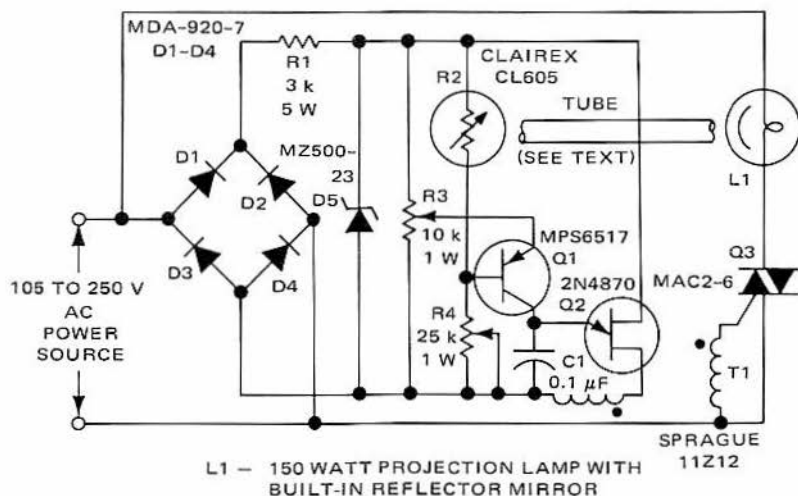 MDA-920-7
D1-D4
R1
3 k
5 W
CLAIREX
CL605
R2
TUBE
(SEE TEXT)
L1
D1
D2
D3
D4
MZ500-
23
D5
R3
10 k
1 W
MPS6517
Q1
2N4870
Q2
Q3
MAC2-6
105 TO 250 V
AC
POWER
SOURCE
R4
25 k
1 W
C1
0.1 μF
T1
SPRAGUE
11Z12
L1 – 150 WATT PROJECTION LAMP WITH
BUILT-IN REFLECTOR MIRROR